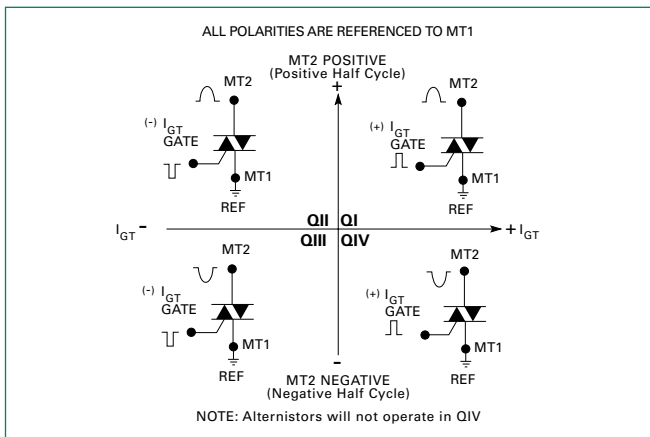 ALL POLARITIES ARE REFERENCED TO MT1
MT2 POSITIVE
(Positive Half Cycle)
+
MT2
(-) IGT
GATE
MT1
REF
MT2
(+) IGT
GATE
MT1
REF
IGT -
QII QI
QIII QIV
+ IGT
MT2
(-) IGT
GATE
MT1
REF
MT2
(+) IGT
GATE
MT1
REF
-
MT2 NEGATIVE
(Negative Half Cycle)
NOTE: Alternistors will not operate in QIV